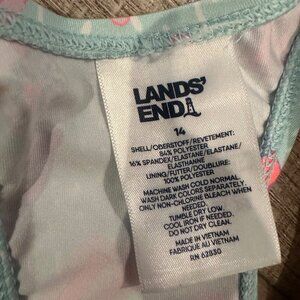 LANDS'
END
14
SHELL/OBERSTOFF/REVETEMENT:
84% POLYESTER
16% SPANDEX/ELASTANE/ELASTANE/
ELASTHANNE
LINING/FUTTER/DOUBLURE:
100% POLYESTER
MACHINE WASH COLD NORMAL
WASH DARK COLORS SEPARATELY.
ONLY NON-CHLORINE BLEACH WHEN
NEEDED.
TUMBLE DRY LOW.
COOL IRON IF NEEDED.
DO NOT DRY CLEAN.
MADE IN VIETNAM
FABRIQUE AU VIETNAM
RN 62830